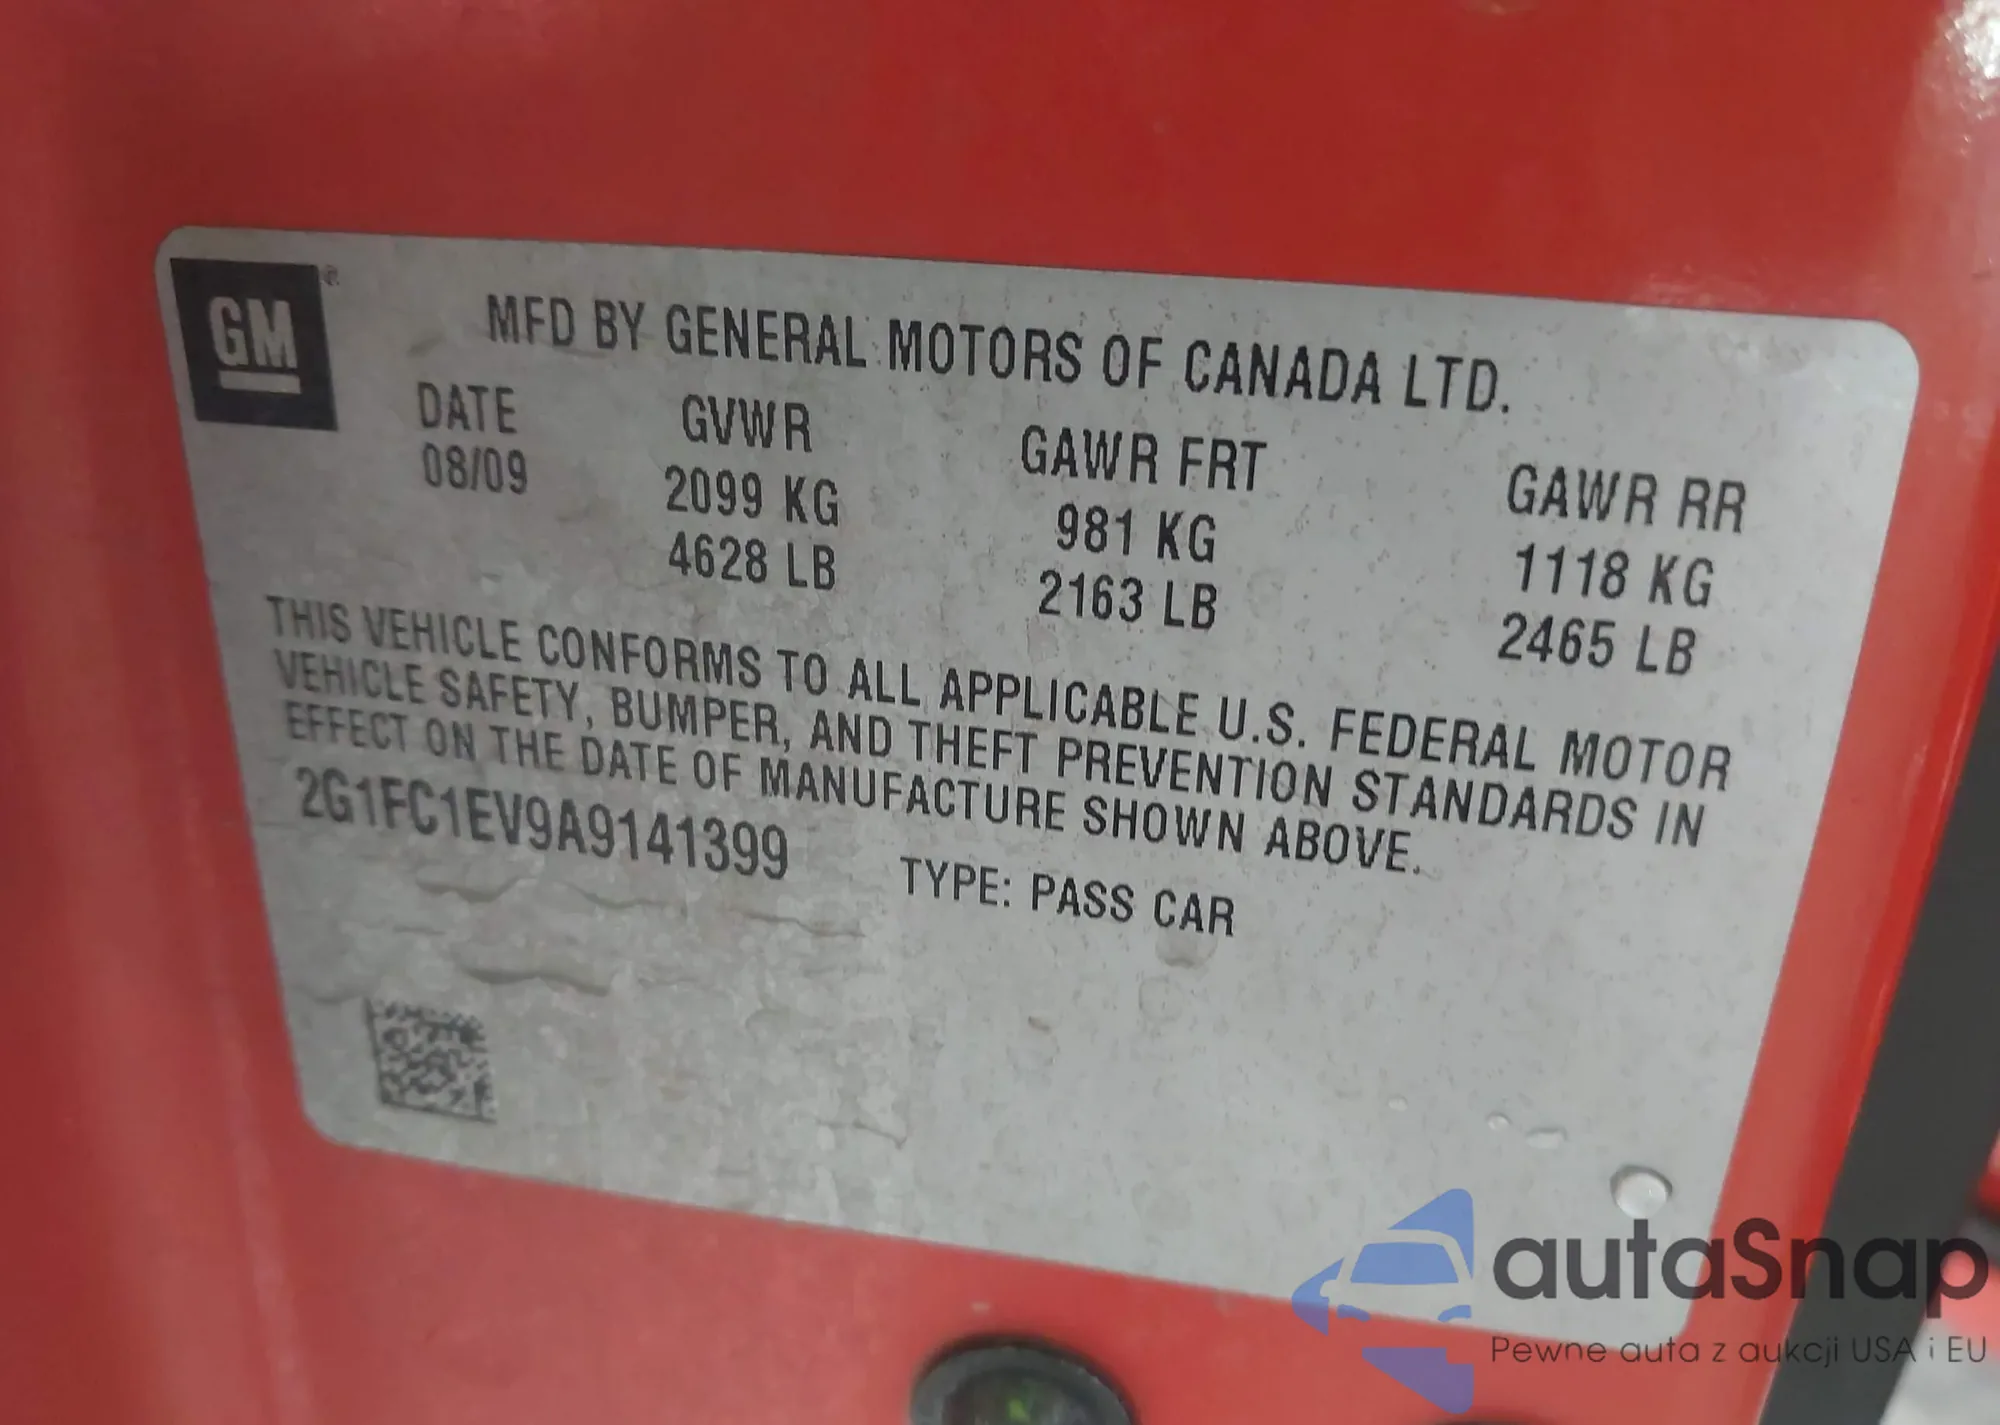 GM
MFD BY GENERAL MOTORS OF CANADA LTD.
DATE GVWR GAWR FRT GAWR RR
08/09 2099 KG 981 KG 1118 KG
4628 LB 2163 LB 2465 LB
THIS VEHICLE CONFORMS TO ALL APPLICABLE U.S. FEDERAL MOTOR
VEHICLE SAFETY, BUMPER, AND THEFT PREVENTION STANDARDS IN
EFFECT ON THE DATE OF MANUFACTURE SHOWN ABOVE.
2G1FC1EV9A9141399 TYPE: PASS CAR
autaSnap
Pewne auta z aukcji USA i EU